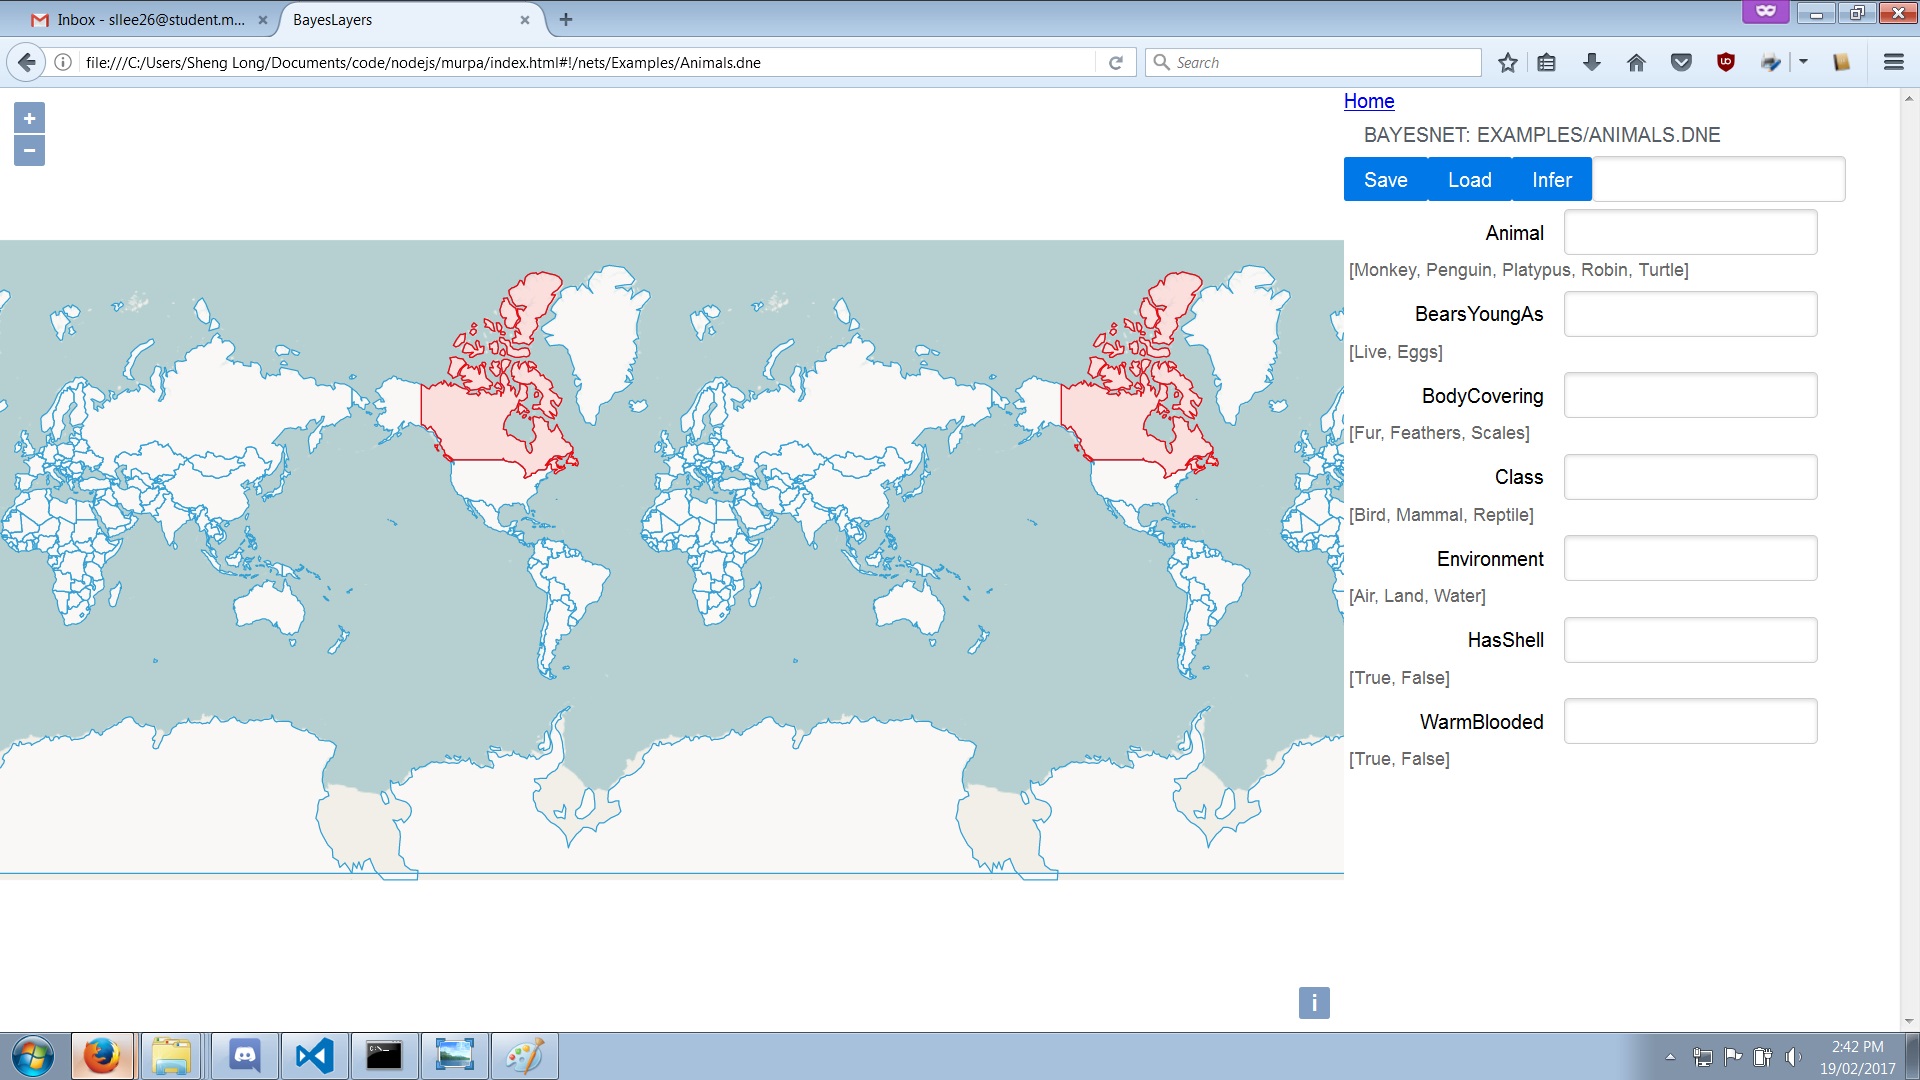 Inbox - sllee26@student.m...
BayesLayers
file:///C:/Users/Sheng Long/Documents/code/nodejs/murpa/index.html#!/nets/Examples/Animals.dne
Search
+
−
Home
BAYESNET: EXAMPLES/ANIMALS.DNE
Save Load Infer
Animal
[Monkey, Penguin, Platypus, Robin, Turtle]
BearsYoungAs
[Live, Eggs]
BodyCovering
[Fur, Feathers, Scales]
Class
[Bird, Mammal, Reptile]
Environment
[Air, Land, Water]
HasShell
[True, False]
WarmBlooded
[True, False]
i
2:42 PM
19/02/2017